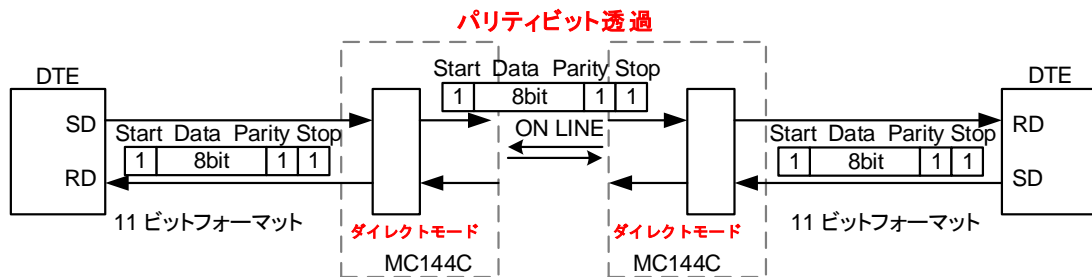 パリティビット透過
DTE
SD
RD
Start Data Parity Stop
1 8bit 1 1
11 ビットフォーマット
ダイレクトモード
MC144C
Start Data Parity Stop
1 8bit 1 1
ON LINE
ダイレクトモード
MC144C
Start Data Parity Stop
1 8bit 1 1
11 ビットフォーマット
DTE
RD
SD